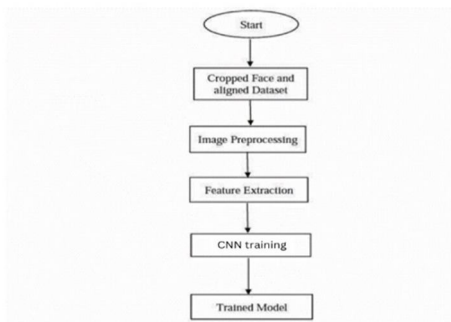 Start
Cropped Face and
aligned Dataset
Image Preprocessing
Feature Extraction
CNN training
Trained Model